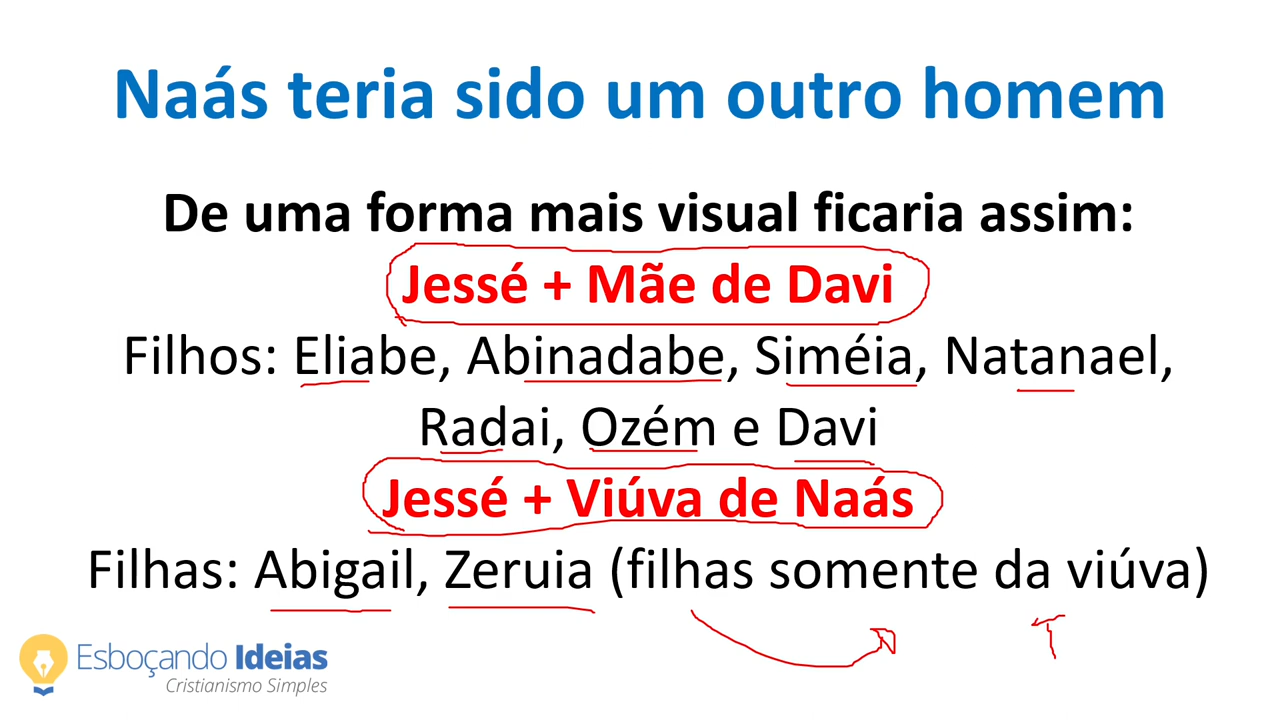 Naás teria sido um outro homem
De uma forma mais visual ficaria assim:
Jessé + Mãe de Davi
Filhos: Eliabe, Abinadabe, Siméia, Natanael,
Radai, Ozém e Davi
Jessé + Viúva de Naás
Filhas: Abigail, Zeruia (filhas somente da viúva)
Esboçando Ideias
Cristianismo Simples